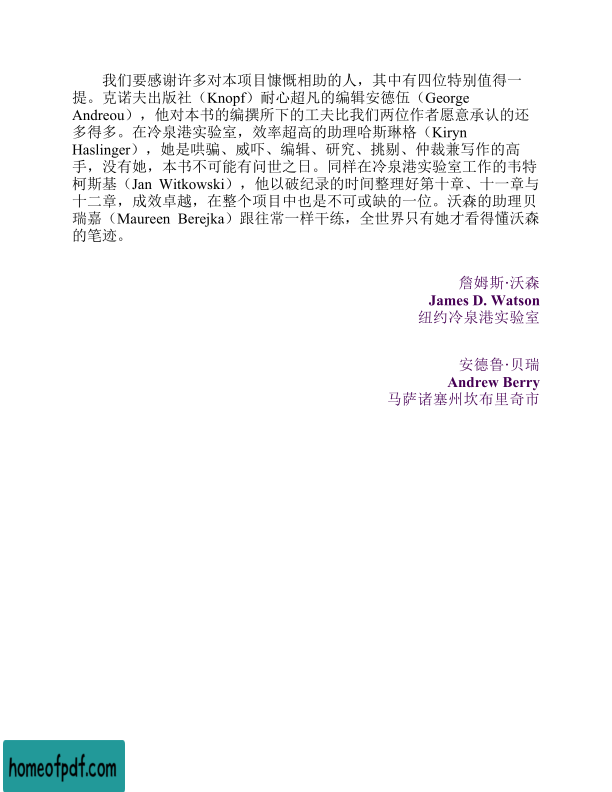 我们要感谢许多对本项目慷慨相助的人，其中有四位特别值得一
提。克诺夫出版社（Knopf）耐心超凡的编辑安德伍（George
Andreou），他对本书的编撰所下的工夫比我们两位作者愿意承认的还
多得多。在冷泉港实验室，效率超高的助理哈斯琳格（Kiryn
Haslinger），她是哄骗、威吓、编辑、研究、挑剔、仲裁兼写作的高
手，没有她，本书不可能有问世之日。同样在冷泉港实验室工作的韦特
柯斯基（Jan Witkowski），他以破纪录的时间整理好第十章、十一章与
十二章，成效卓越，在整个项目中也是不可或缺的一位。沃森的助理贝
瑞嘉（Maureen Berejka）跟往常一样干练，全世界只有她才看得懂沃森
的笔迹。
詹姆斯·沃森
James D. Watson
纽约冷泉港实验室
安德鲁·贝瑞
Andrew Berry
马萨诸塞州坎布里奇市
homeofpdf.com